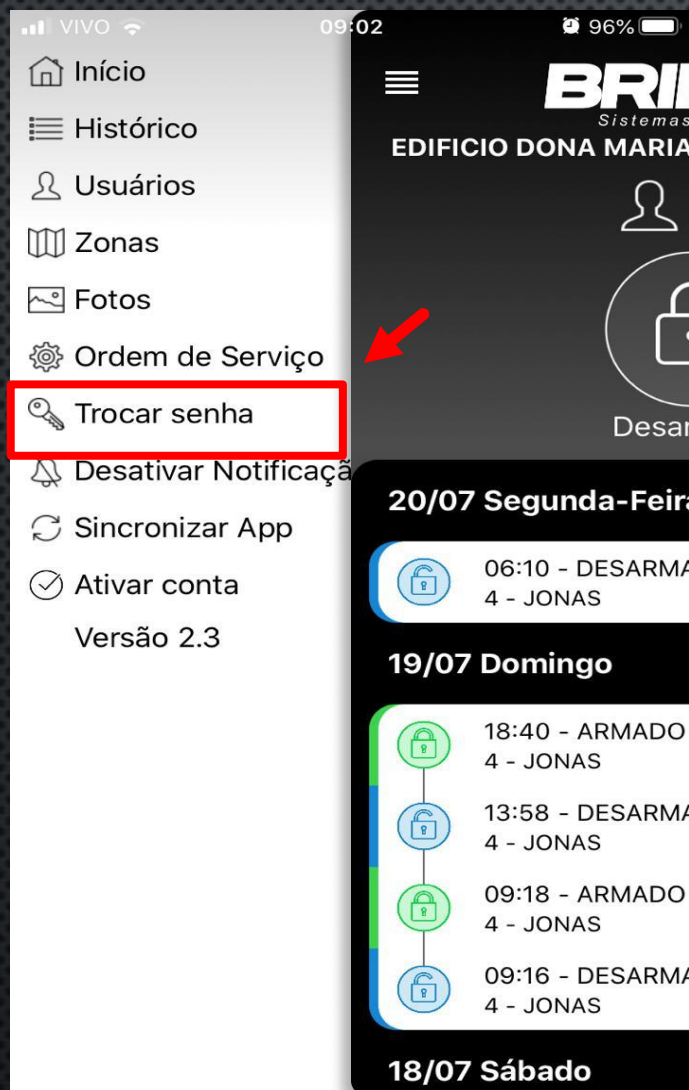 VIVO 09:02 96%
Início
Histórico
Usuários
Zonas
Fotos
Ordem de Serviço
Trocar senha
Desativar Notificaçã
Sincronizar App
Ativar conta
Versão 2.3
BRI
Sistemas
EDIFICIO DONA MARIA
Desar
20/07 Segunda-Feira
06:10 - DESARMA
4 - JONAS
19/07 Domingo
18:40 - ARMADO
4 - JONAS
13:58 - DESARMA
4 - JONAS
09:18 - ARMADO
4 - JONAS
09:16 - DESARMA
4 - JONAS
18/07 Sábado